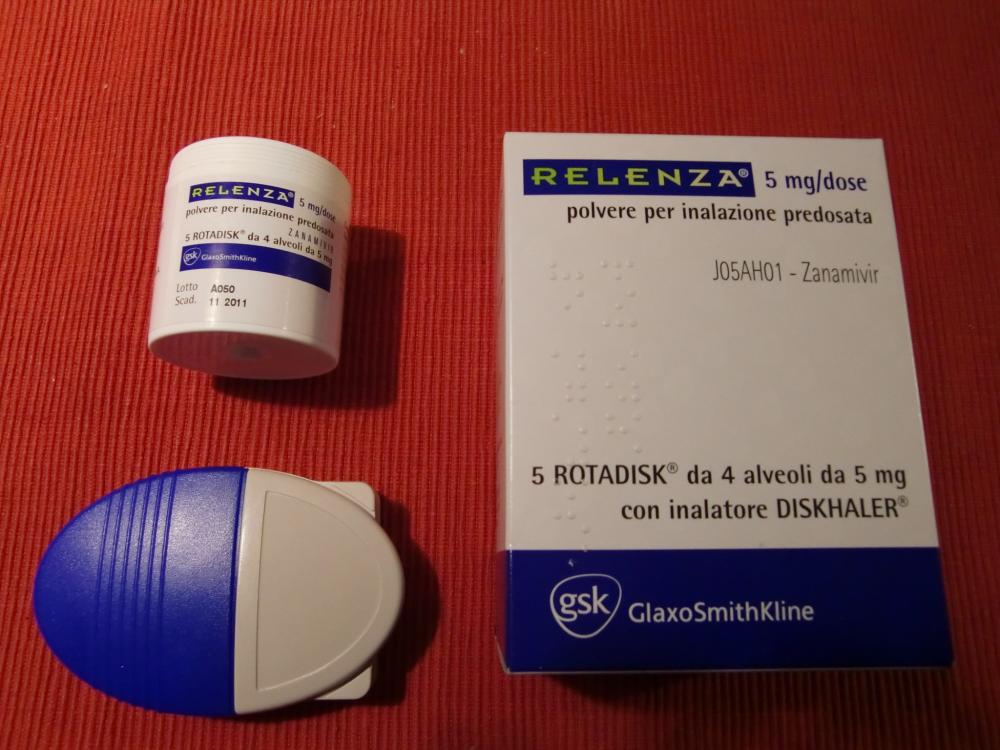 RELENZA® 5 mg/dose
polvere per inalazione predosata
ZANAMIVIR
5 ROTADISK® da 4 alveoli da 5 mg
gsk GlaxoSmithKline
Lotto A050
Scad. 11 2011
RELENZA® 5 mg/dose
polvere per inalazione predosata
J05AH01 - Zanamivir
5 ROTADISK® da 4 alveoli da 5 mg
con inalatore DISKHALER®
gsk GlaxoSmithKline